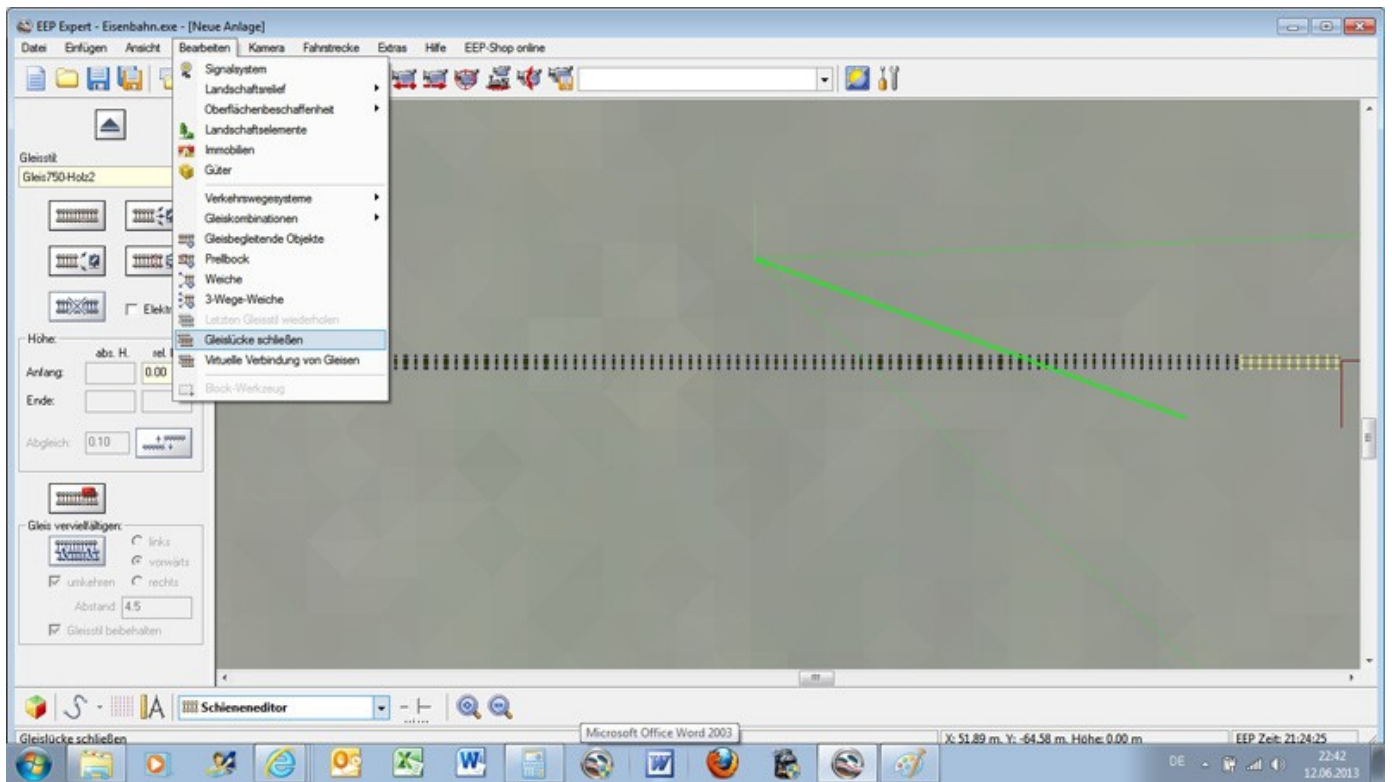 EEP Expert - Eisenbahn.exe - [Neue Anlage]
Datei Einfügen Ansicht Bearbeiten Kamera Fahrstrecke Extras Hilfe EEP-Shop online
Signalsystem
Landschaftsrelief
Oberflächenbeschaffenheit
Landschaftselemente
Immobilien
Güter
Verkehrswegesysteme
Gleiskombinationen
Gleisbegleitende Objekte
Prellbock
Weiche
3-Wege-Weiche
Letzten Gleisstil wiederholen
Gleislücke schließen
Virtuelle Verbindung von Gleisen
Block-Werkzeug
Gleisstil:
Gleis750-Holz2
Elekt
Höhe:
abs. H. rel.
Anfang: 0.00
Ende:
Abgleich: 0.10
Gleis vervielfältigen:
links
vorwärts
umkehren rechts
Abstand 4.5
Gleisstil beibehalten
Schieneneditor
Microsoft Office Word 2003
Gleislücke schließen X: 51.89 m. Y: -64.58 m. Höhe: 0.00 m EEP Zeit: 21:24:25
DE 22:42
12.06.2013